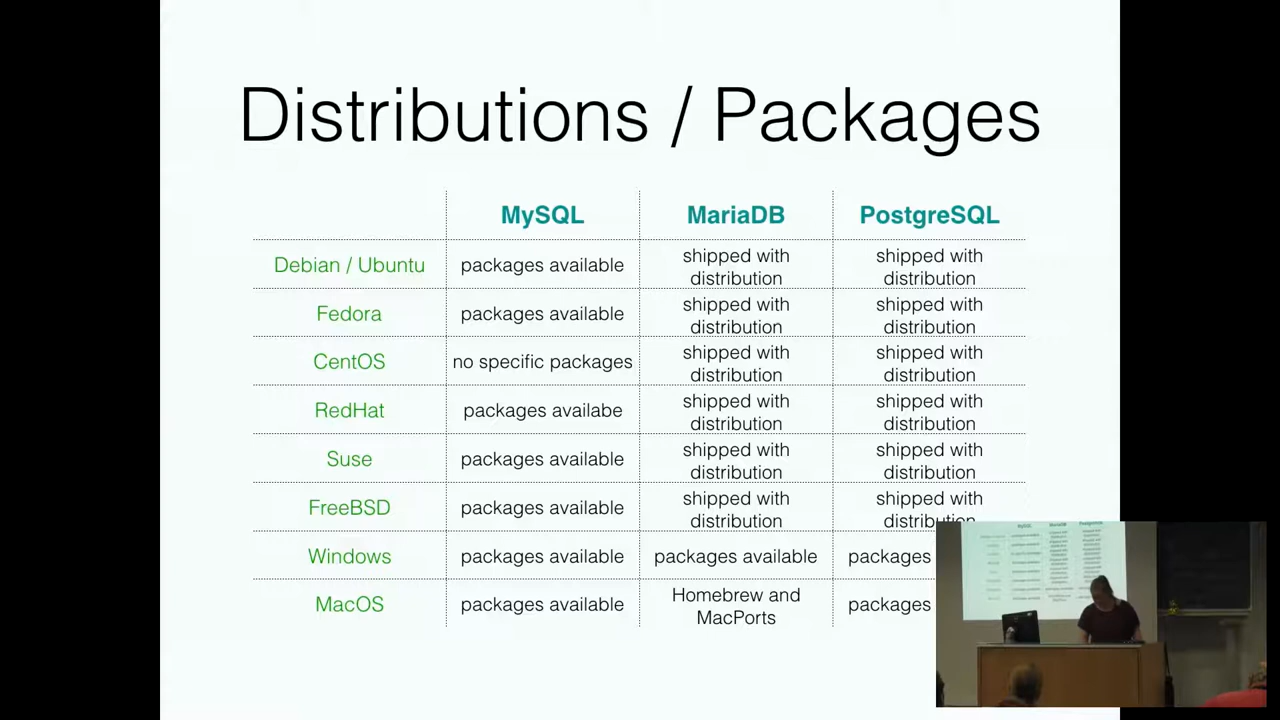 Distributions / Packages
MySQL MariaDB PostgreSQL
Debian / Ubuntu packages available shipped with distribution shipped with distribution
Fedora packages available shipped with distribution shipped with distribution
CentOS no specific packages shipped with distribution shipped with distribution
RedHat packages availabe shipped with distribution shipped with distribution
Suse packages available shipped with distribution shipped with distribution
FreeBSD packages available shipped with distribution shipped with distribution
Windows packages available packages available packages
MacOS packages available Homebrew and MacPorts packages